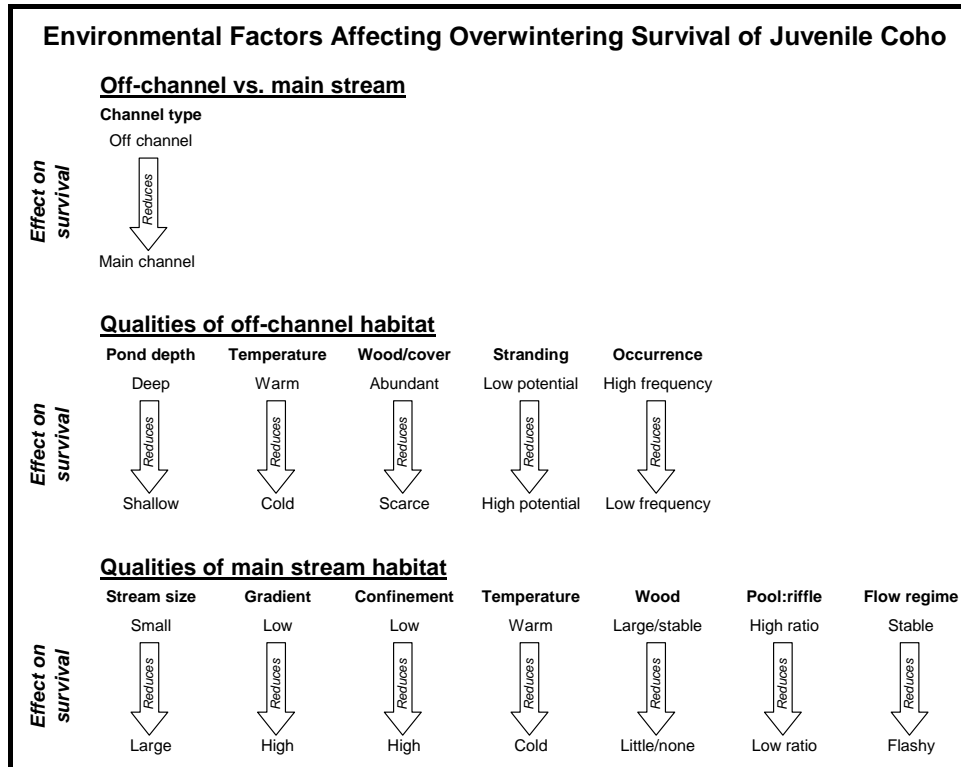 Environmental Factors Affecting Overwintering Survival of Juvenile Coho
Off-channel vs. main stream
Channel type
Off channel
Effect on
survival
Reduces
Main channel
Qualities of off-channel habitat
Pond depth Temperature Wood/cover Stranding Occurrence
Deep Warm Abundant Low potential High frequency
Effect on
survival
Reduces Reduces Reduces Reduces Reduces
Shallow Cold Scarce High potential Low frequency
Qualities of main stream habitat
Stream size Gradient Confinement Temperature Wood Pool:riffle Flow regime
Small Low Low Warm Large/stable High ratio Stable
Effect on
survival
Reduces Reduces Reduces Reduces Reduces Reduces Reduces
Large High High Cold Little/none Low ratio Flashy